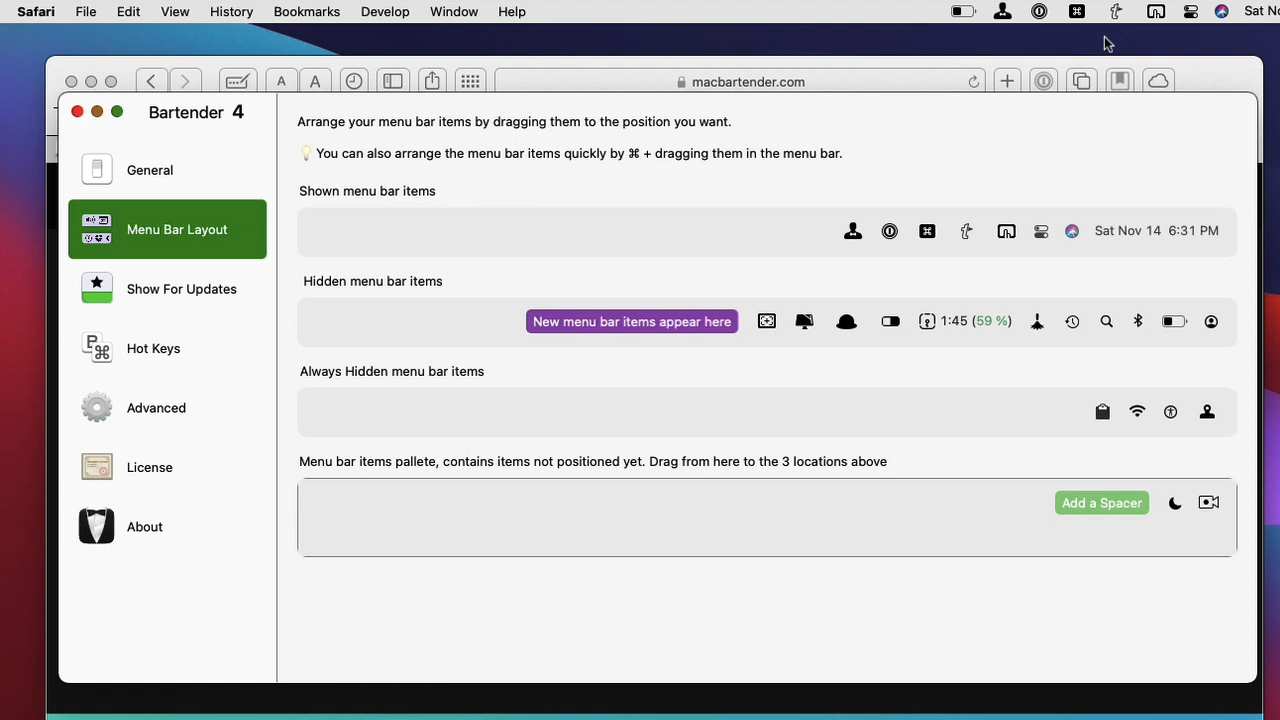 Safari File Edit View History Bookmarks Develop Window Help Sat No
A A macbartender.com
Bartender 4
General
Menu Bar Layout
Show For Updates
Hot Keys
Advanced
License
About
Arrange your menu bar items by dragging them to the position you want.
You can also arrange the menu bar items quickly by ⌘ + dragging them in the menu bar.
Shown menu bar items
Sat Nov 14 6:31 PM
Hidden menu bar items
New menu bar items appear here 1:45 (59 %)
Always Hidden menu bar items
Menu bar items pallete, contains items not positioned yet. Drag from here to the 3 locations above
Add a Spacer